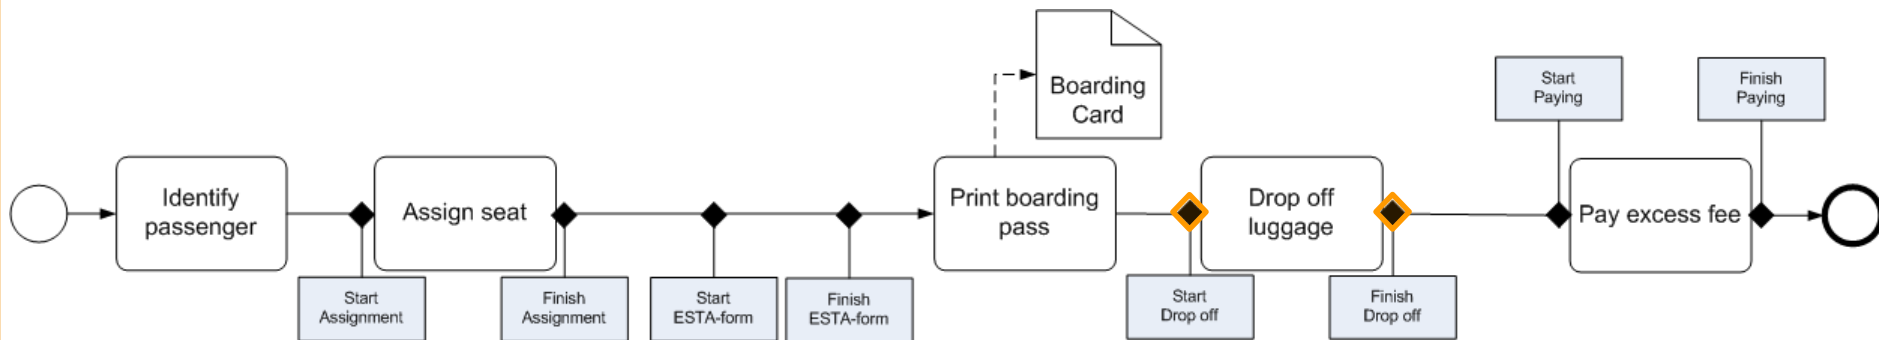 Boarding
Card
Start
Paying
Finish
Paying
Identify
passenger
Assign seat
Print boarding
pass
Drop off
luggage
Pay excess fee
Start
Assignment
Finish
Assignment
Start
ESTA-form
Finish
ESTA-form
Start
Drop off
Finish
Drop off